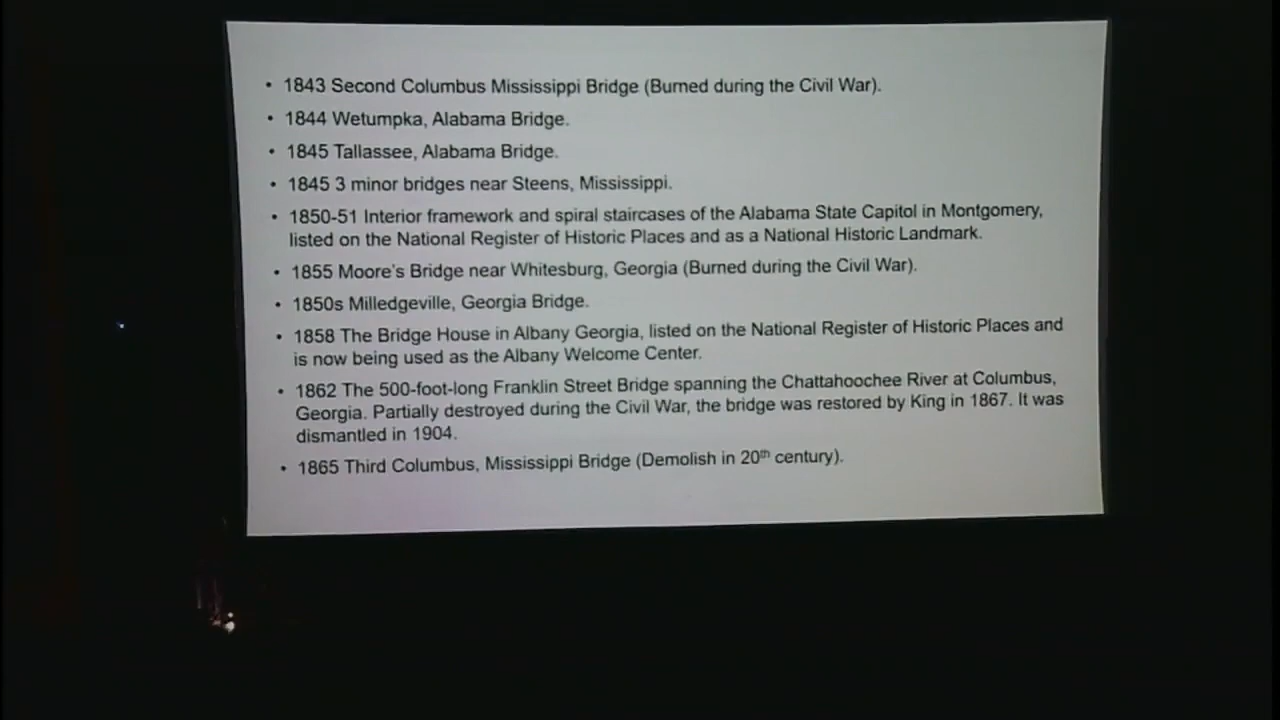 • 1843 Second Columbus Mississippi Bridge (Burned during the Civil War).
• 1844 Wetumpka, Alabama Bridge.
• 1845 Tallassee, Alabama Bridge.
• 1845 3 minor bridges near Steens, Mississippi.
• 1850-51 Interior framework and spiral staircases of the Alabama State Capitol in Montgomery,
listed on the National Register of Historic Places and as a National Historic Landmark.
• 1855 Moore's Bridge near Whitesburg, Georgia (Burned during the Civil War).
• 1850s Milledgeville, Georgia Bridge.
• 1858 The Bridge House in Albany Georgia, listed on the National Register of Historic Places and
is now being used as the Albany Welcome Center.
• 1862 The 500-foot-long Franklin Street Bridge spanning the Chattahoochee River at Columbus,
Georgia. Partially destroyed during the Civil War, the bridge was restored by King in 1867. It was
dismantled in 1904.
• 1865 Third Columbus, Mississippi Bridge (Demolish in 20th century).